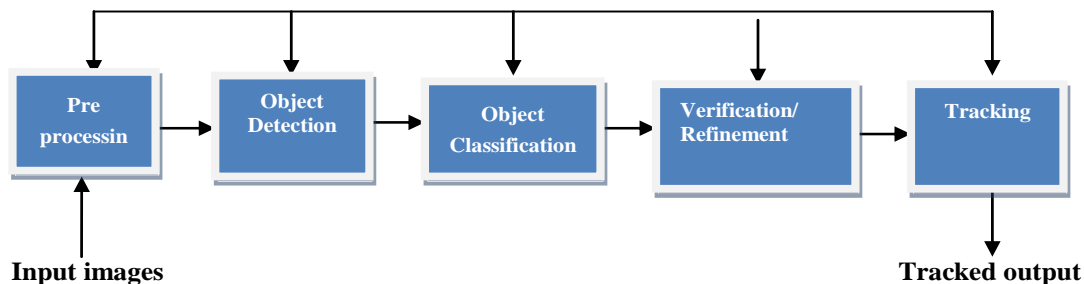 Pre
processin
Object
Detection
Object
Classification
Verification/
Refinement
Tracking
Input images
Tracked output